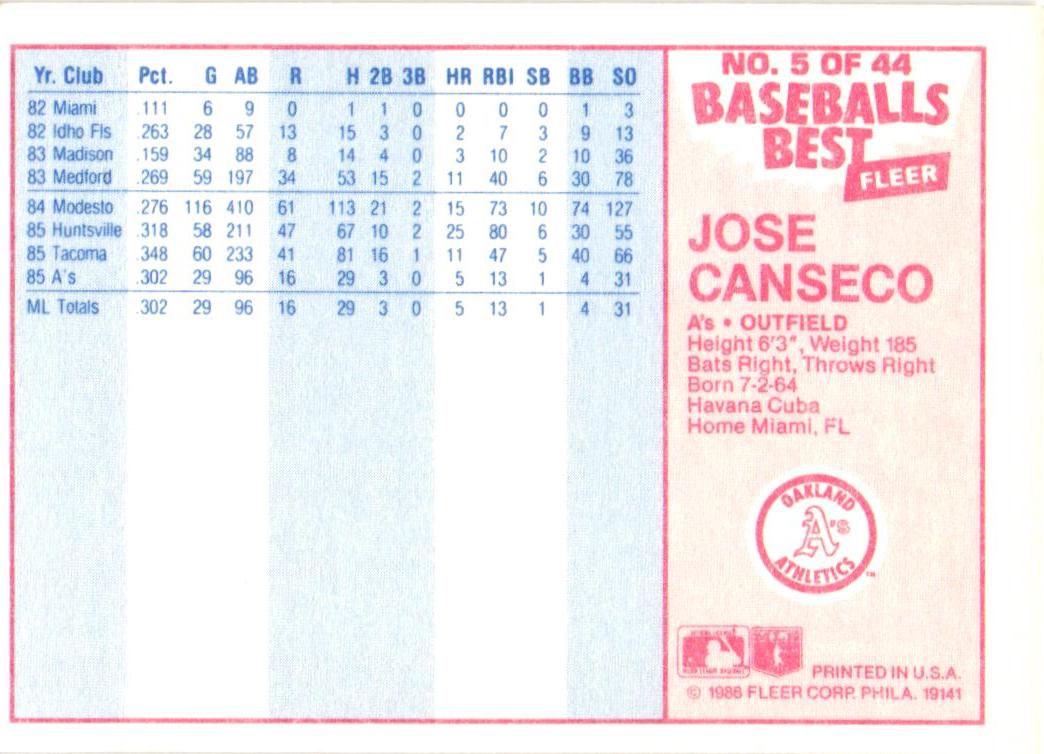 Yr. Club Pct. G AB R H 2B 3B HR RBI SB BB SO
82 Miami .111 6 9 0 1 1 0 0 0 0 1 3
82 Idho Fls .263 28 57 13 15 3 0 2 7 3 9 13
83 Madison .159 34 88 8 14 4 0 3 10 2 10 36
83 Medford .269 59 197 34 53 15 2 11 40 6 30 78
84 Modesto .276 116 410 61 113 21 2 15 73 10 74 127
85 Huntsville .318 58 211 47 67 10 2 25 80 6 30 55
85 Tacoma .348 60 233 41 81 16 1 11 47 5 40 66
85 A's .302 29 96 16 29 3 0 5 13 1 4 31
ML Totals .302 29 96 16 29 3 0 5 13 1 4 31
NO. 5 OF 44
BASEBALLS
BEST
FLEER
JOSE
CANSECO
A's • OUTFIELD
Height 6'3", Weight 185
Bats Right, Throws Right
Born 7-2-64
Havana Cuba
Home Miami, FL
OAKLAND
A's
ATHLETICS
TM
PRINTED IN U.S.A.
© 1986 FLEER CORP. PHILA. 19141